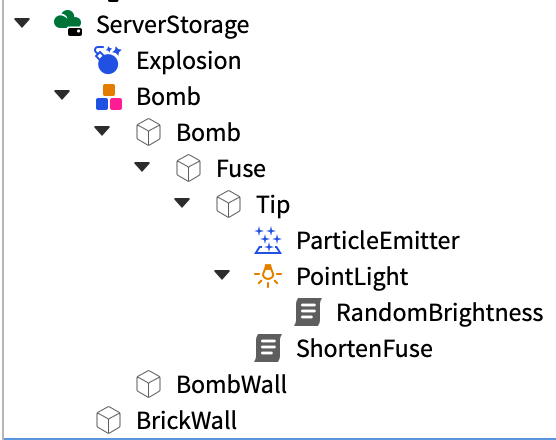 ServerStorage
Explosion
Bomb
Bomb
Fuse
Tip
ParticleEmitter
PointLight
RandomBrightness
ShortenFuse
BombWall
BrickWall